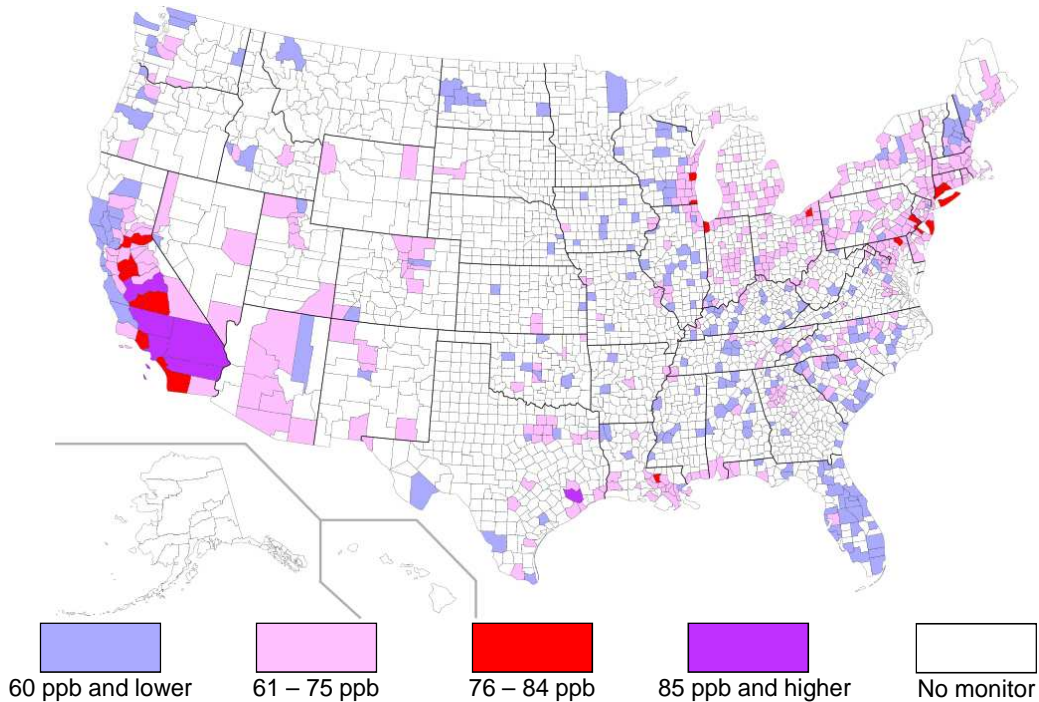 60 ppb and lower
61 – 75 ppb
76 – 84 ppb
85 ppb and higher
No monitor